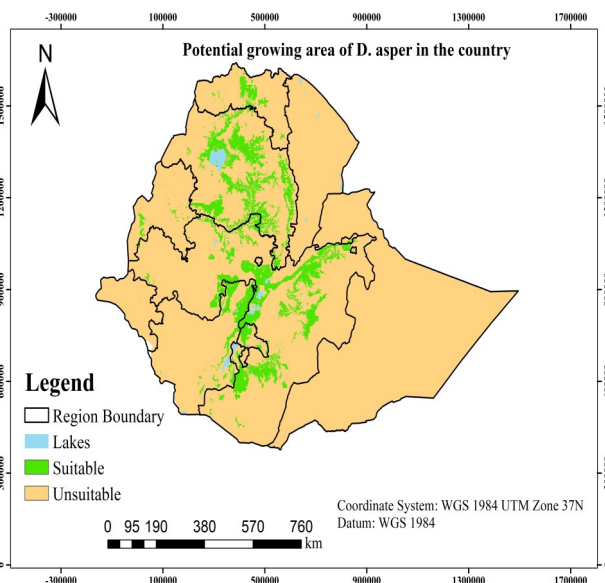 -300000 100000 500000 900000 1300000 1700000
Potential growing area of D. asper in the country
N
1200000
Legend
Region Boundary
Lakes
Suitable
Unsuitable
Coordinate System: WGS 1984 UTM Zone 37N
Datum: WGS 1984
0 95 190 380 570 760
km
-300000 100000 500000 900000 1300000 1700000